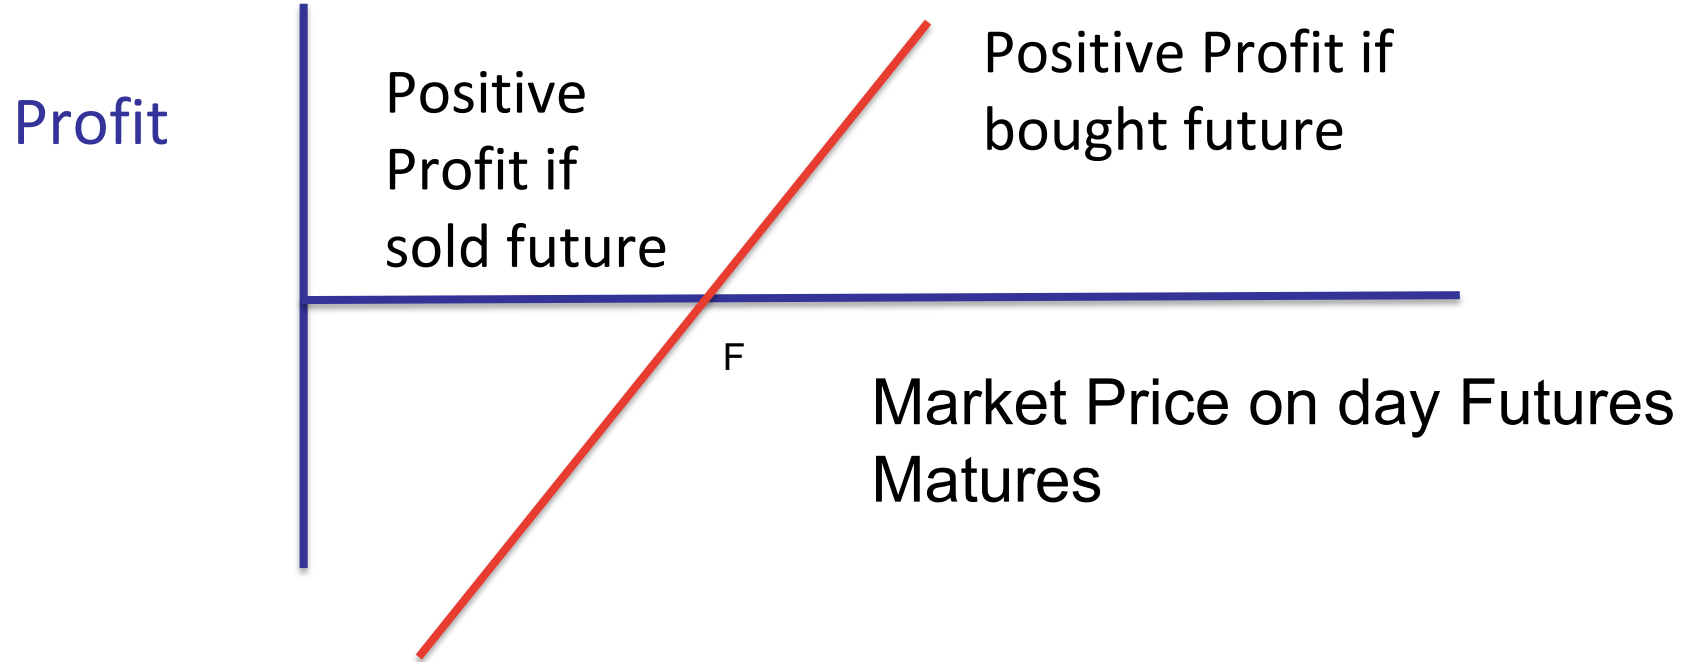 Profit
Positive
Profit if
sold future
Positive Profit if
bought future
F
Market Price on day Futures
Matures